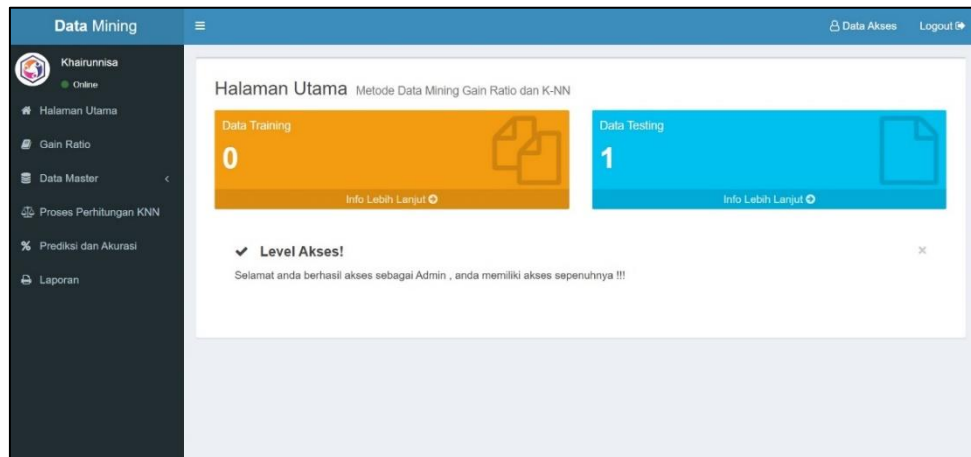 Data Mining
Data Akses
Logout
Khairunnisa
Online
Halaman Utama
Gain Ratio
Data Master
Proses Perhitungan KNN
Prediksi dan Akurasi
Laporan
Halaman Utama Metode Data Mining Gain Ratio dan K-NN
Data Training
0
Info Lebih Lanjut
Data Testing
1
Info Lebih Lanjut
Level Akses!
Selamat anda berhasil akses sebagai Admin , anda memiliki akses sepenuhnya !!!